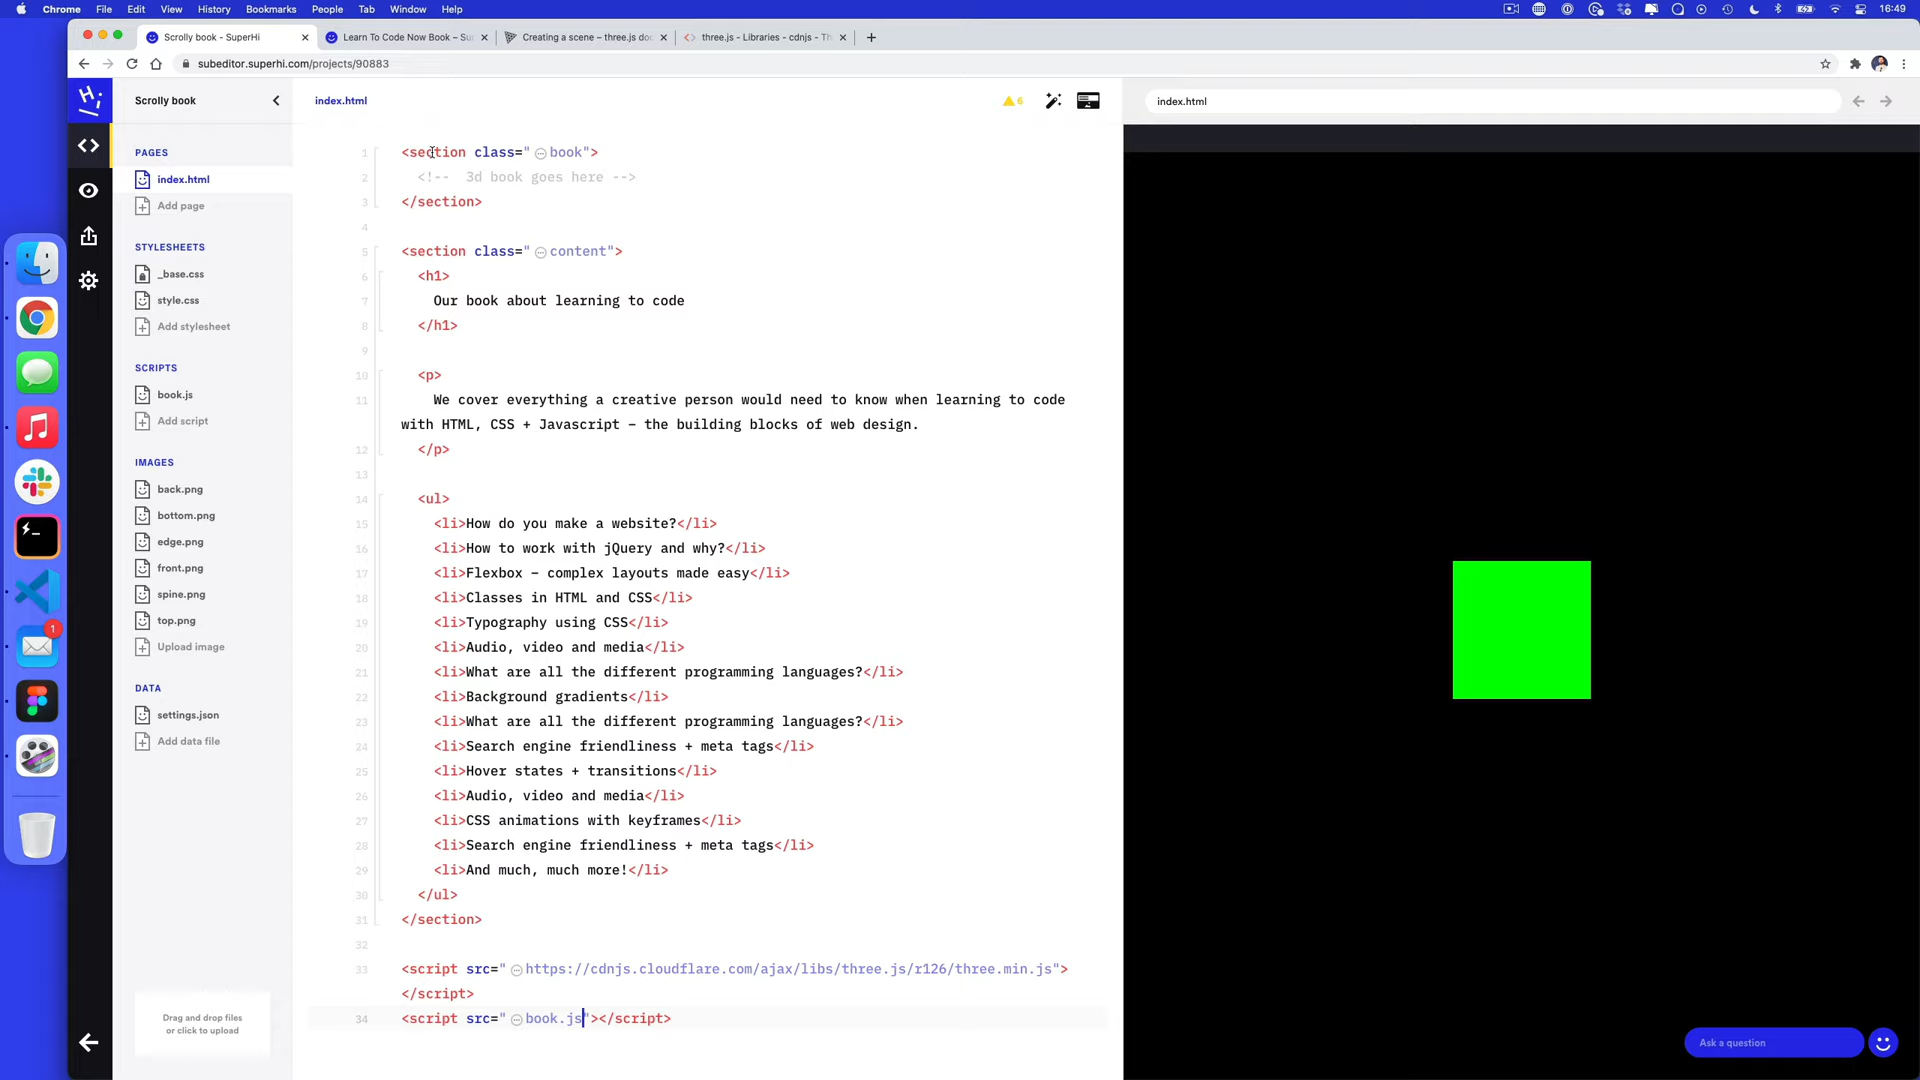 Chrome File Edit View History Bookmarks People Tab Window Help 16:49
Scrolly book - SuperHi Learn To Code Now Book – Su Creating a scene – three.js doc three.js - Libraries - cdnjs - Th
subeditor.superhi.com/projects/90883
Scrolly book
index.html
6
index.html
PAGES
index.html
Add page
STYLESHEETS
_base.css
style.css
Add stylesheet
SCRIPTS
book.js
Add script
IMAGES
back.png
bottom.png
edge.png
front.png
spine.png
top.png
Upload image
DATA
settings.json
Add data file
Drag and drop files
or click to upload
1 <section class="book">
2 <!-- 3d book goes here -->
3 </section>
4
5 <section class="content">
6 <h1>
7 Our book about learning to code
8 </h1>
9
10 <p>
11 We cover everything a creative person would need to know when learning to code
with HTML, CSS + Javascript – the building blocks of web design.
12 </p>
13
14 <ul>
15 <li>How do you make a website?</li>
16 <li>How to work with jQuery and why?</li>
17 <li>Flexbox – complex layouts made easy</li>
18 <li>Classes in HTML and CSS</li>
19 <li>Typography using CSS</li>
20 <li>Audio, video and media</li>
21 <li>What are all the different programming languages?</li>
22 <li>Background gradients</li>
23 <li>What are all the different programming languages?</li>
24 <li>Search engine friendliness + meta tags</li>
25 <li>Hover states + transitions</li>
26 <li>Audio, video and media</li>
27 <li>CSS animations with keyframes</li>
28 <li>Search engine friendliness + meta tags</li>
29 <li>And much, much more!</li>
30 </ul>
31 </section>
32
33 <script src="https://cdnjs.cloudflare.com/ajax/libs/three.js/r126/three.min.js">
</script>
34 <script src="book.js"></script>
1
Ask a question